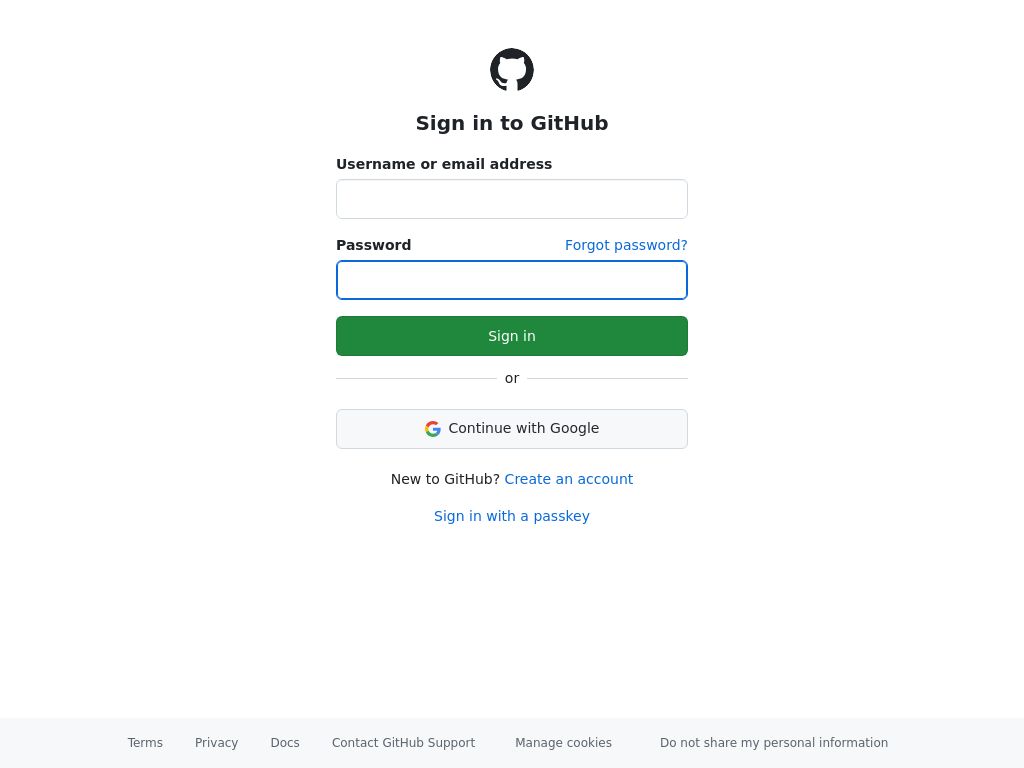 Sign in to GitHub
Username or email address
Password Forgot password?
Sign in
or
Continue with Google
New to GitHub? Create an account
Sign in with a passkey
Terms Privacy Docs Contact GitHub Support Manage cookies Do not share my personal information